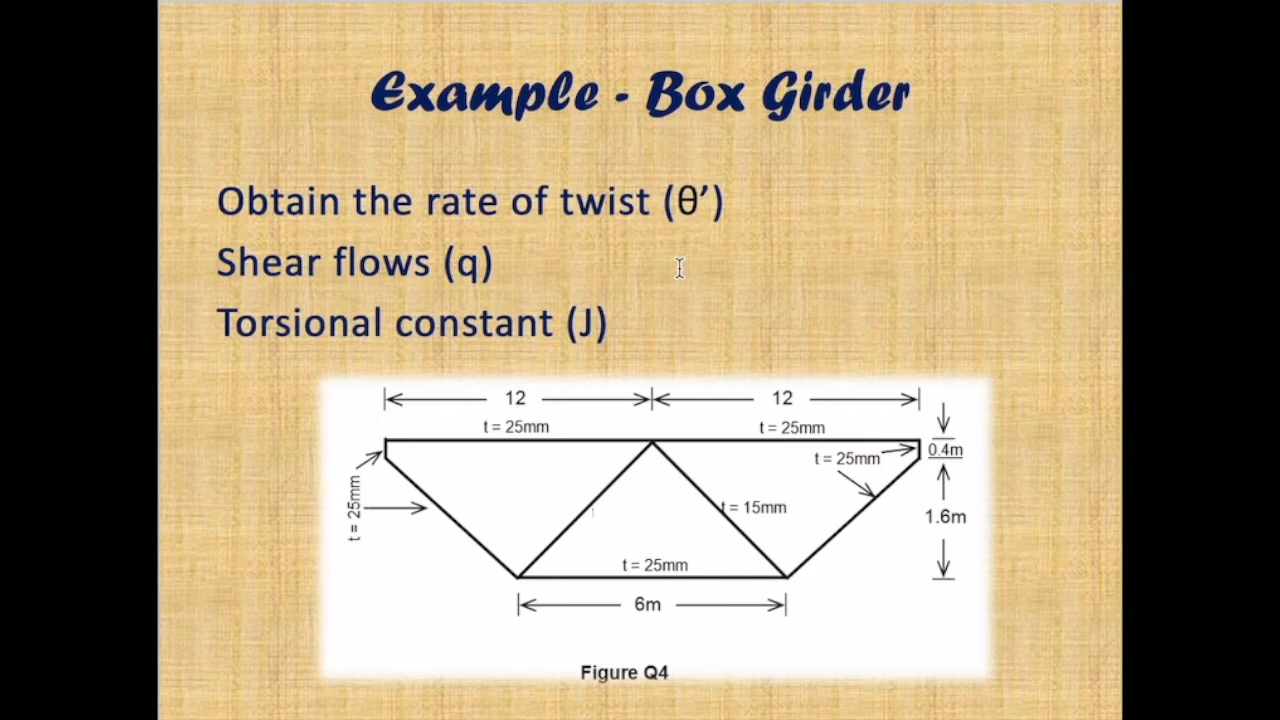 Example - Box Girder
Obtain the rate of twist (θ’)
Shear flows (q)
Torsional constant (J)
12 12
t = 25mm t = 25mm
t = 25mm
0.4m
t = 25mm
t = 15mm
1.6m
t = 25mm
6m
Figure Q4